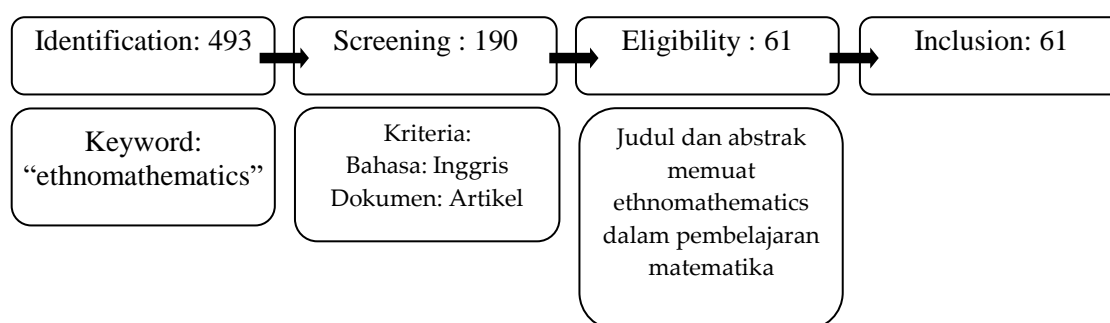 Identification: 493
Screening : 190
Eligibility : 61
Inclusion: 61
Keyword:
“ethnomathematics”
Kriteria:
Bahasa: Inggris
Dokumen: Artikel
Judul dan abstrak
memuat
ethnomathematics
dalam pembelajaran
matematika